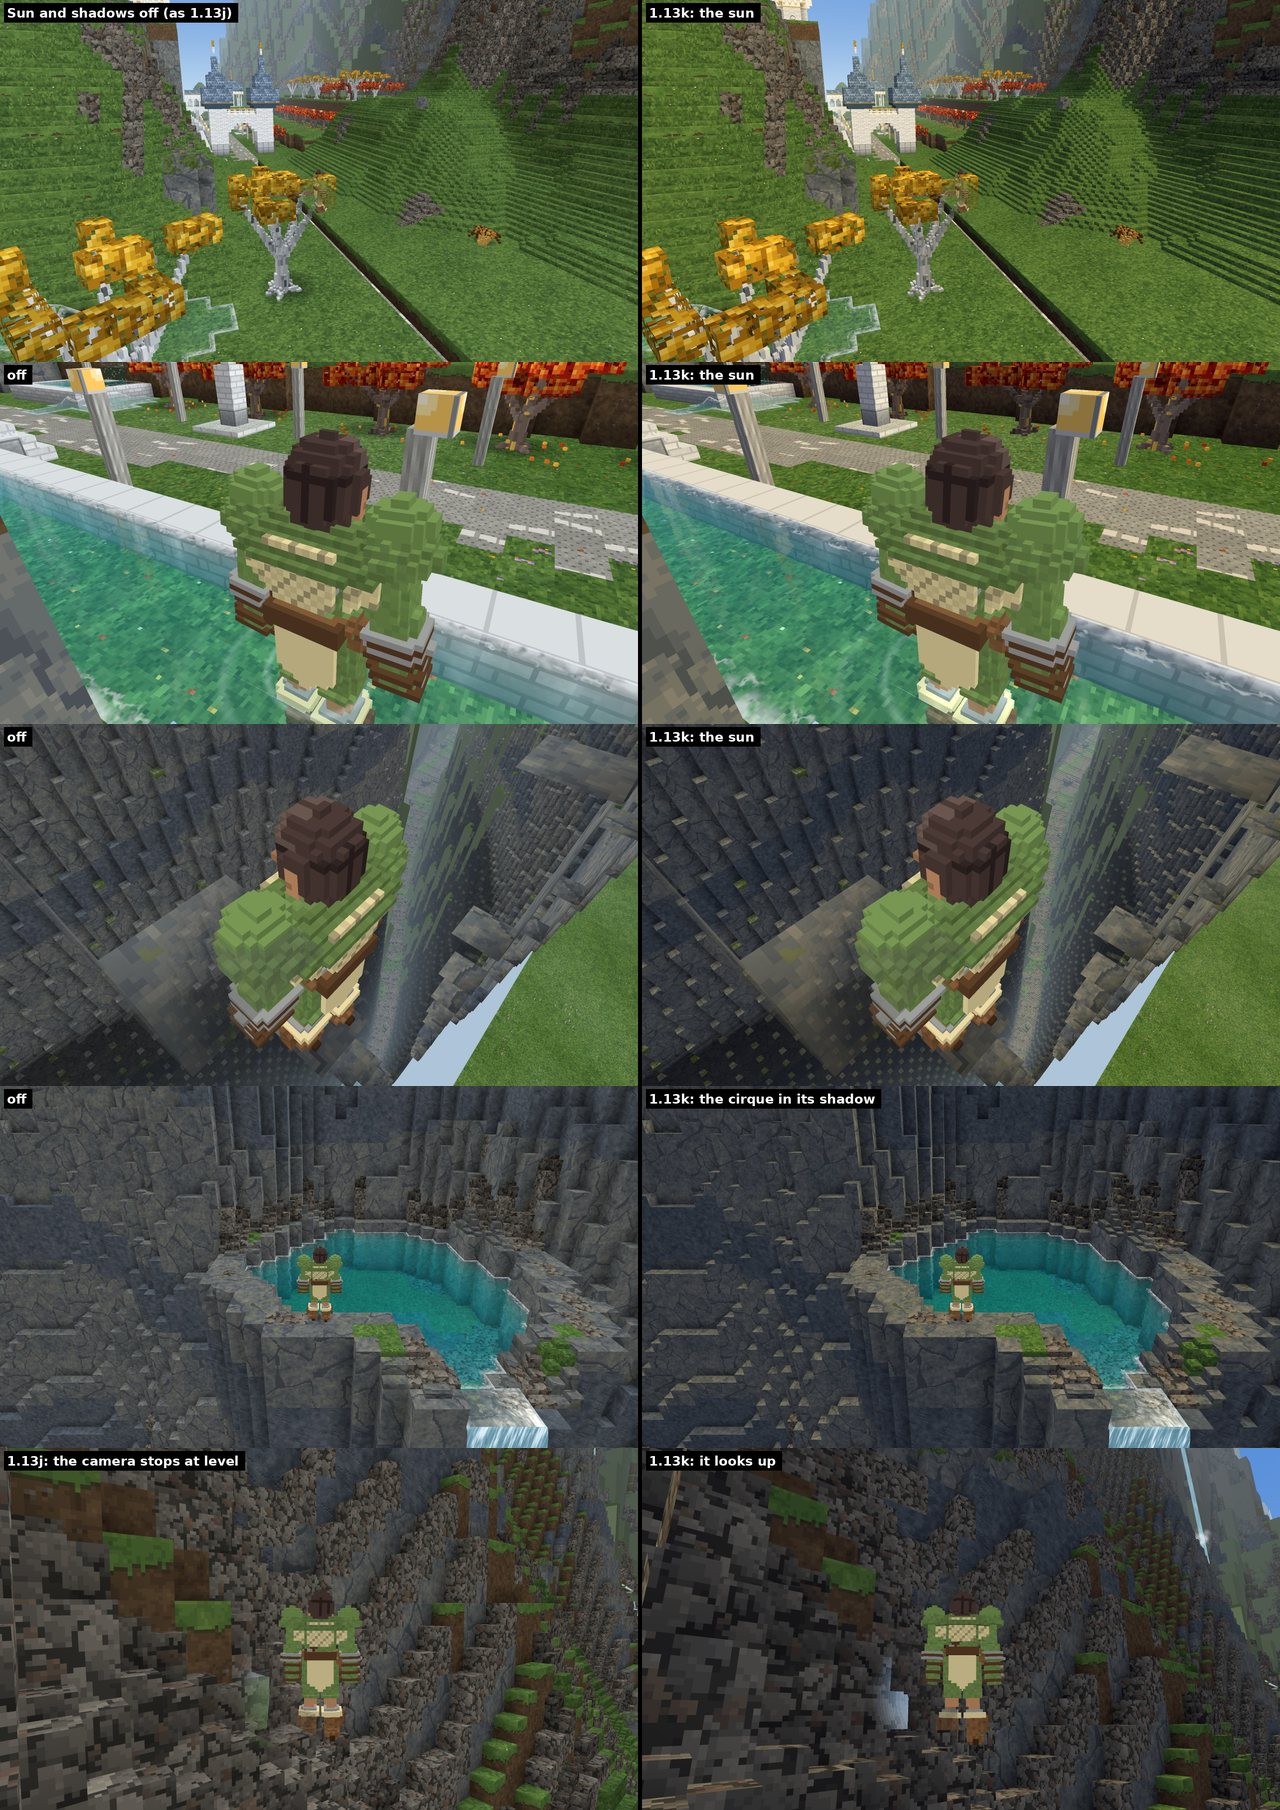 Sun and shadows off (as 1.13j)
1.13k: the sun
off
1.13k: the sun
off
1.13k: the sun
off
1.13k: the cirque in its shadow
1.13j: the camera stops at level
1.13k: it looks up